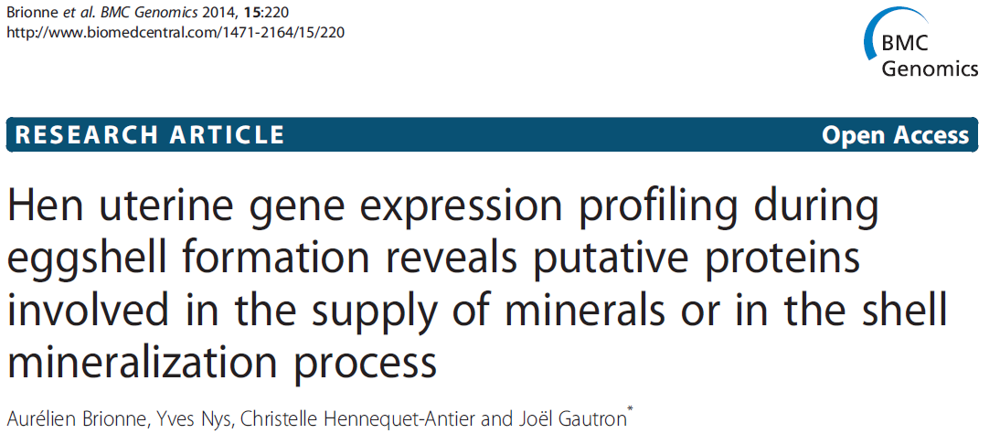 Brionne et al. BMC Genomics 2014, 15:220
http://www.biomedcentral.com/1471-2164/15/220
BMC
Genomics
RESEARCH ARTICLE
Open Access
Hen uterine gene expression profiling during
eggshell formation reveals putative proteins
involved in the supply of minerals or in the shell
mineralization process
Aurélien Brionne, Yves Nys, Christelle Hennequet-Antier and Joël Gautron*